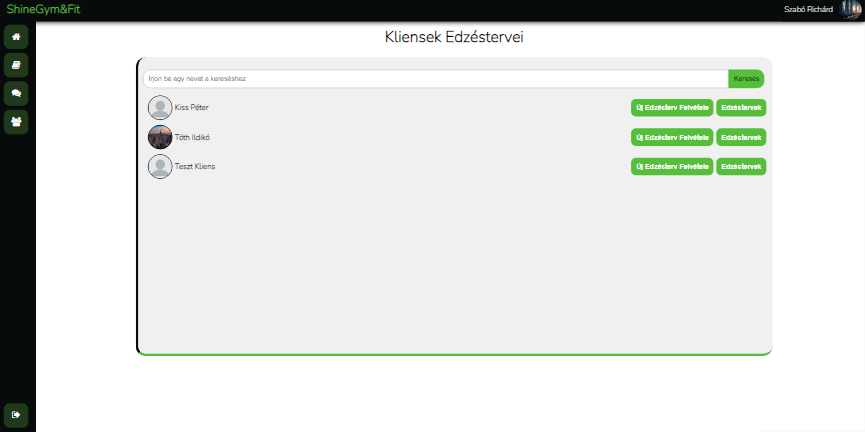 ShineGym&Fit
Szabó Richárd
Kliensek Edzéstervei
Írjon be egy nevet a kereséshez
Keresés
Kiss Péter
Új Edzésterv Felvétele
Edzéstervek
Tóth Ildikó
Új Edzésterv Felvétele
Edzéstervek
Teszt Kliens
Új Edzésterv Felvétele
Edzéstervek